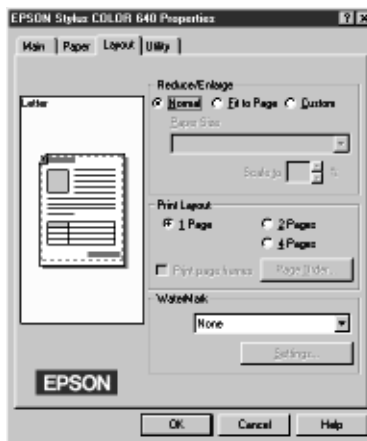 EPSON Stylus COLOR 640 Properties
Main Paper Layout Utility
Letter
Reduce/Enlarge
Normal Fit to Page Custom
Paper Size
Scale to %
Print Layout
1 Page 2 Pages
4 Pages
Print page frames Page Order...
WaterMark
None
Settings...
EPSON
OK Cancel Help